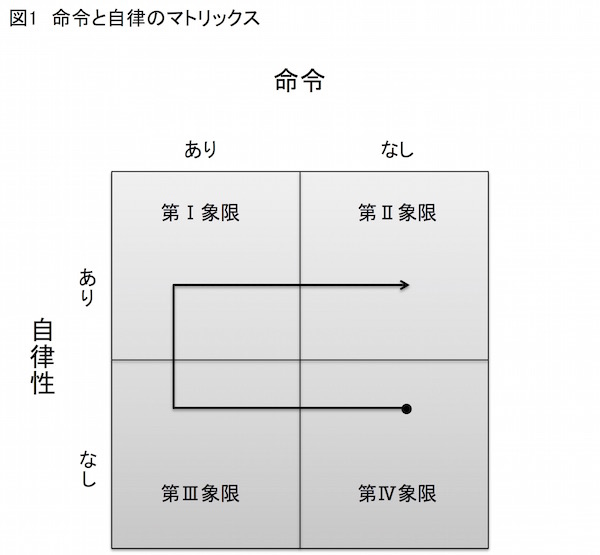 図1 命令と自律のマトリックス
命令
あり
なし
第Ⅰ象限
第Ⅱ象限
あり
自律性
なし
第Ⅲ象限
第Ⅳ象限